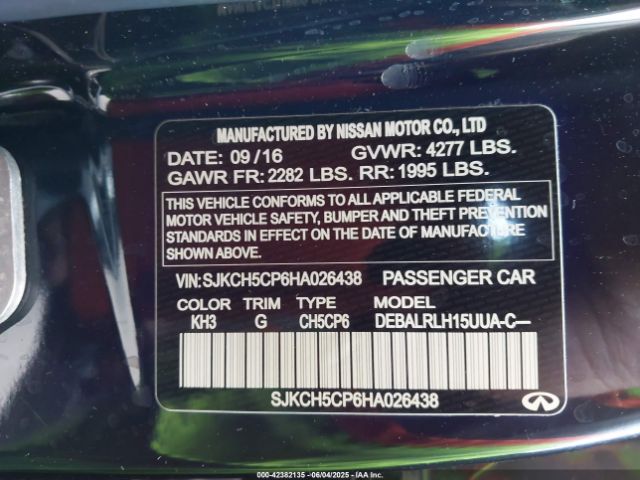 MANUFACTURED BY NISSAN MOTOR CO., LTD
DATE: 09/16 GVWR: 4277 LBS.
GAWR FR: 2282 LBS. RR: 1995 LBS.
THIS VEHICLE CONFORMS TO ALL APPLICABLE FEDERAL
MOTOR VEHICLE SAFETY, BUMPER AND THEFT PREVENTION
STANDARDS IN EFFECT ON THE DATE OF MANUFACTURE
SHOWN ABOVE.
VIN: SJKCH5CP6HA026438 PASSENGER CAR
COLOR TRIM TYPE MODEL
KH3 G CH5CP6 DEBALRLH15UUA-C—
SJKCH5CP6HA026438
000-42382135 - 06/04/2025 - IAAI.COM